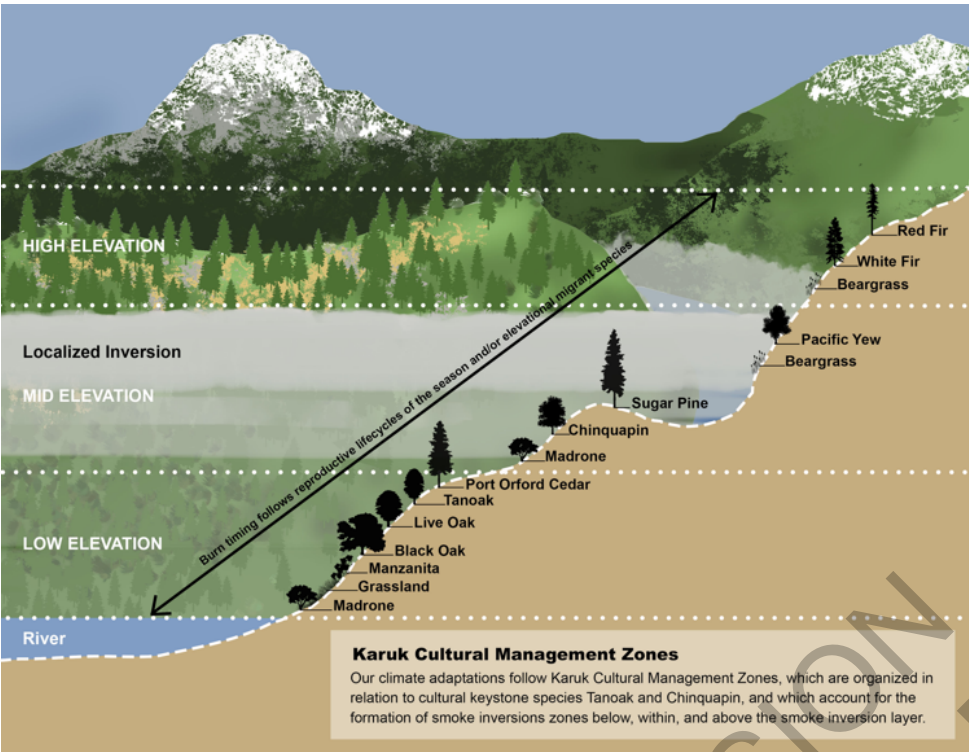 HIGH ELEVATION
Red Fir
White Fir
Beargrass
Burn timing follows reproductive lifecycles of the season and/or elevational migrant species
Localized Inversion
Pacific Yew
Beargrass
MID ELEVATION
Sugar Pine
Chinquapin
Madrone
Port Orford Cedar
Tanoak
Live Oak
LOW ELEVATION
Black Oak
Manzanita
Grassland
Madrone
River
Karuk Cultural Management Zones
Our climate adaptations follow Karuk Cultural Management Zones, which are organized in
relation to cultural keystone species Tanoak and Chinquapin, and which account for the
formation of smoke inversions zones below, within, and above the smoke inversion layer.